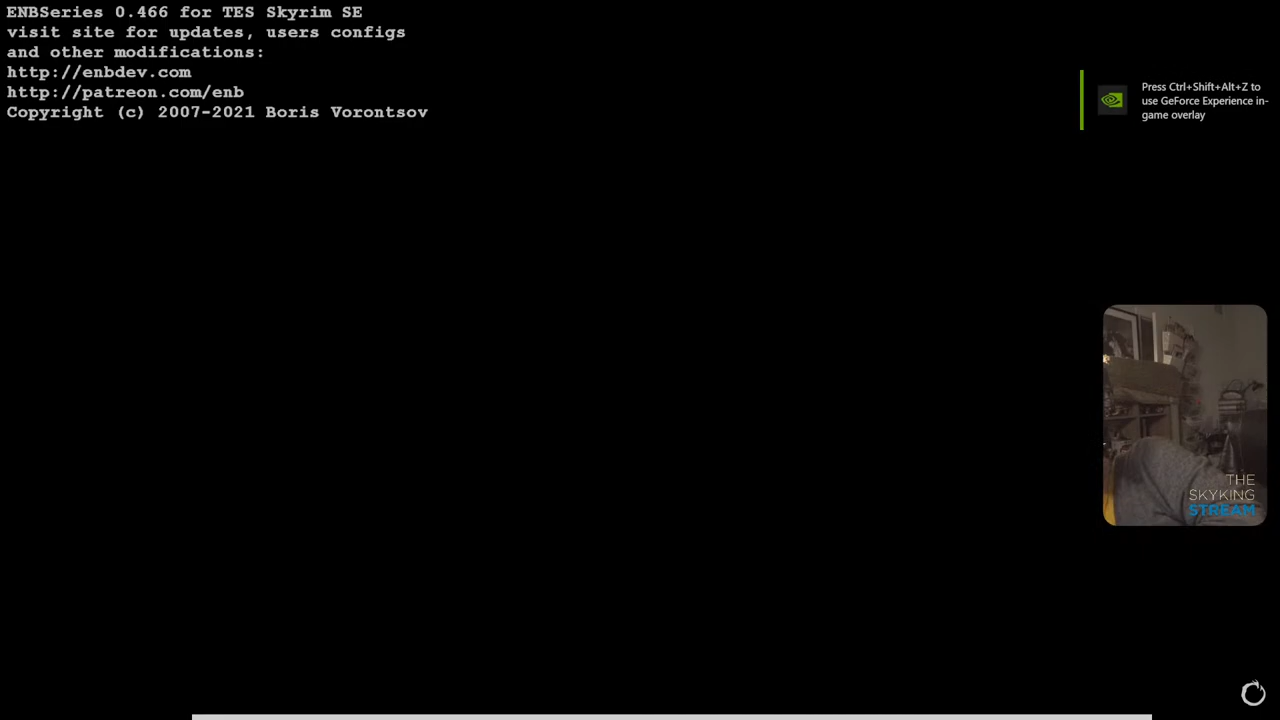 ENBSeries 0.466 for TES Skyrim SE
visit site for updates, users configs
and other modifications:
http://enbdev.com
http://patreon.com/enb
Copyright (c) 2007-2021 Boris Vorontsov
Press Ctrl+Shift+Alt+Z to
use GeForce Experience in-
game overlay
THE
SKYKING
STREAM